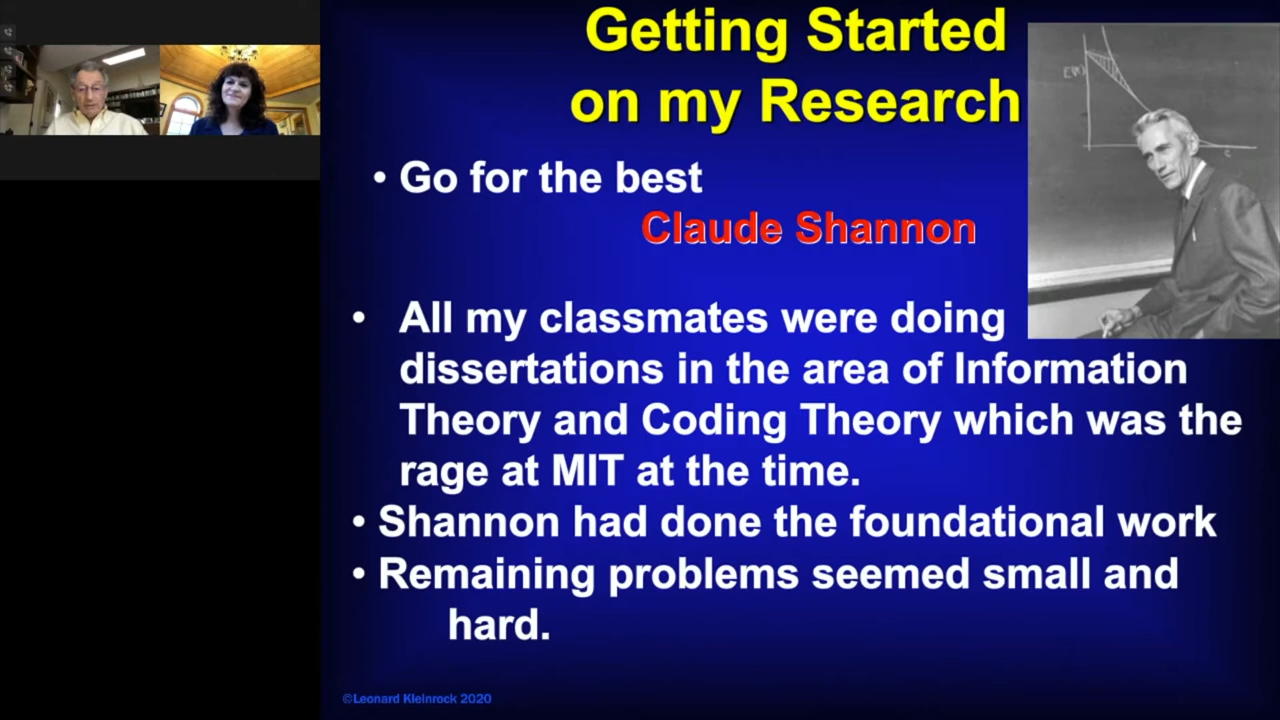 Getting Started
on my Research
• Go for the best
Claude Shannon
• All my classmates were doing
dissertations in the area of Information
Theory and Coding Theory which was the
rage at MIT at the time.
• Shannon had done the foundational work
• Remaining problems seemed small and
hard.
©Leonard Kleinrock 2020